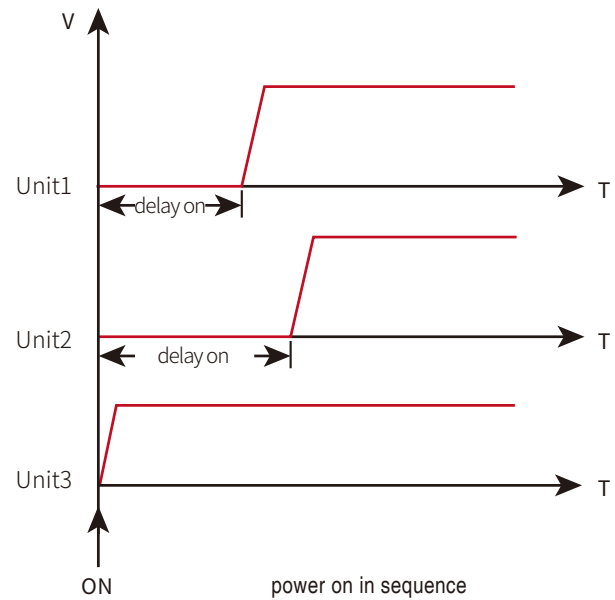 V
Unit1
T
delay on
Unit2
T
delay on
Unit3
T
ON
power on in sequence